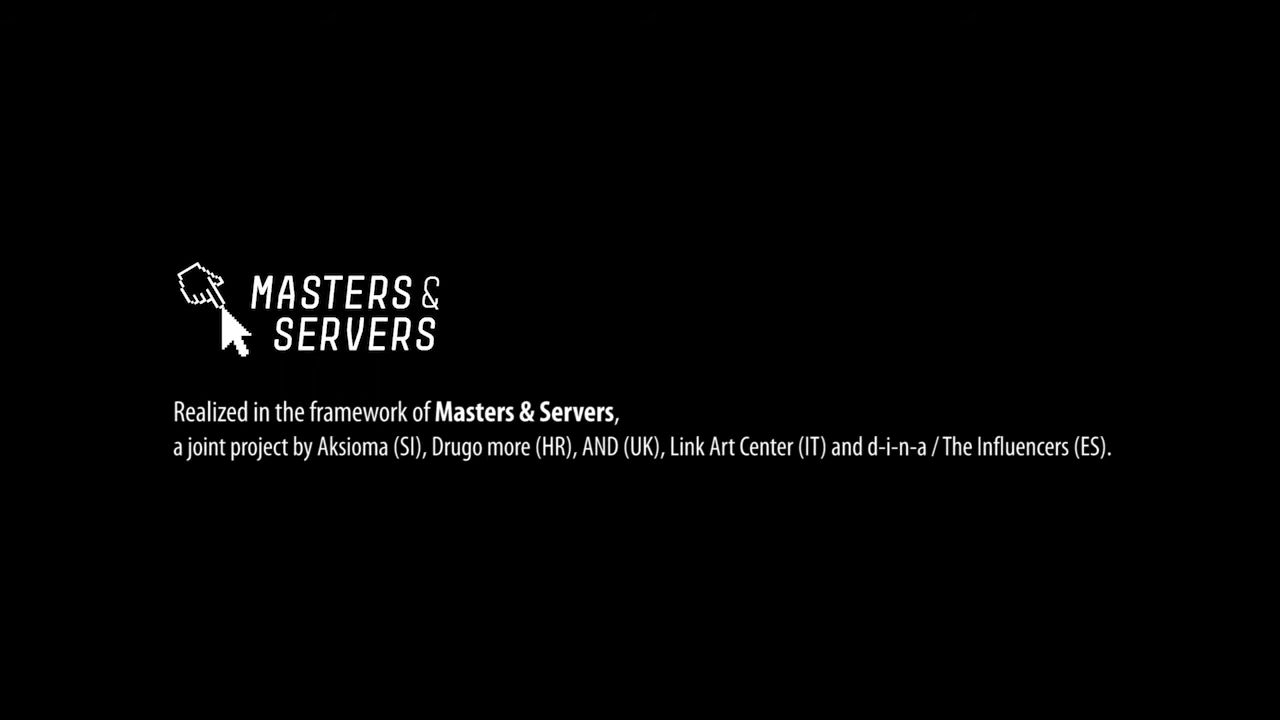 MASTERS &
SERVERS
Realized in the framework of Masters & Servers,
a joint project by Aksioma (SI), Drugo more (HR), AND (UK), Link Art Center (IT) and d-i-n-a / The Influencers (ES).